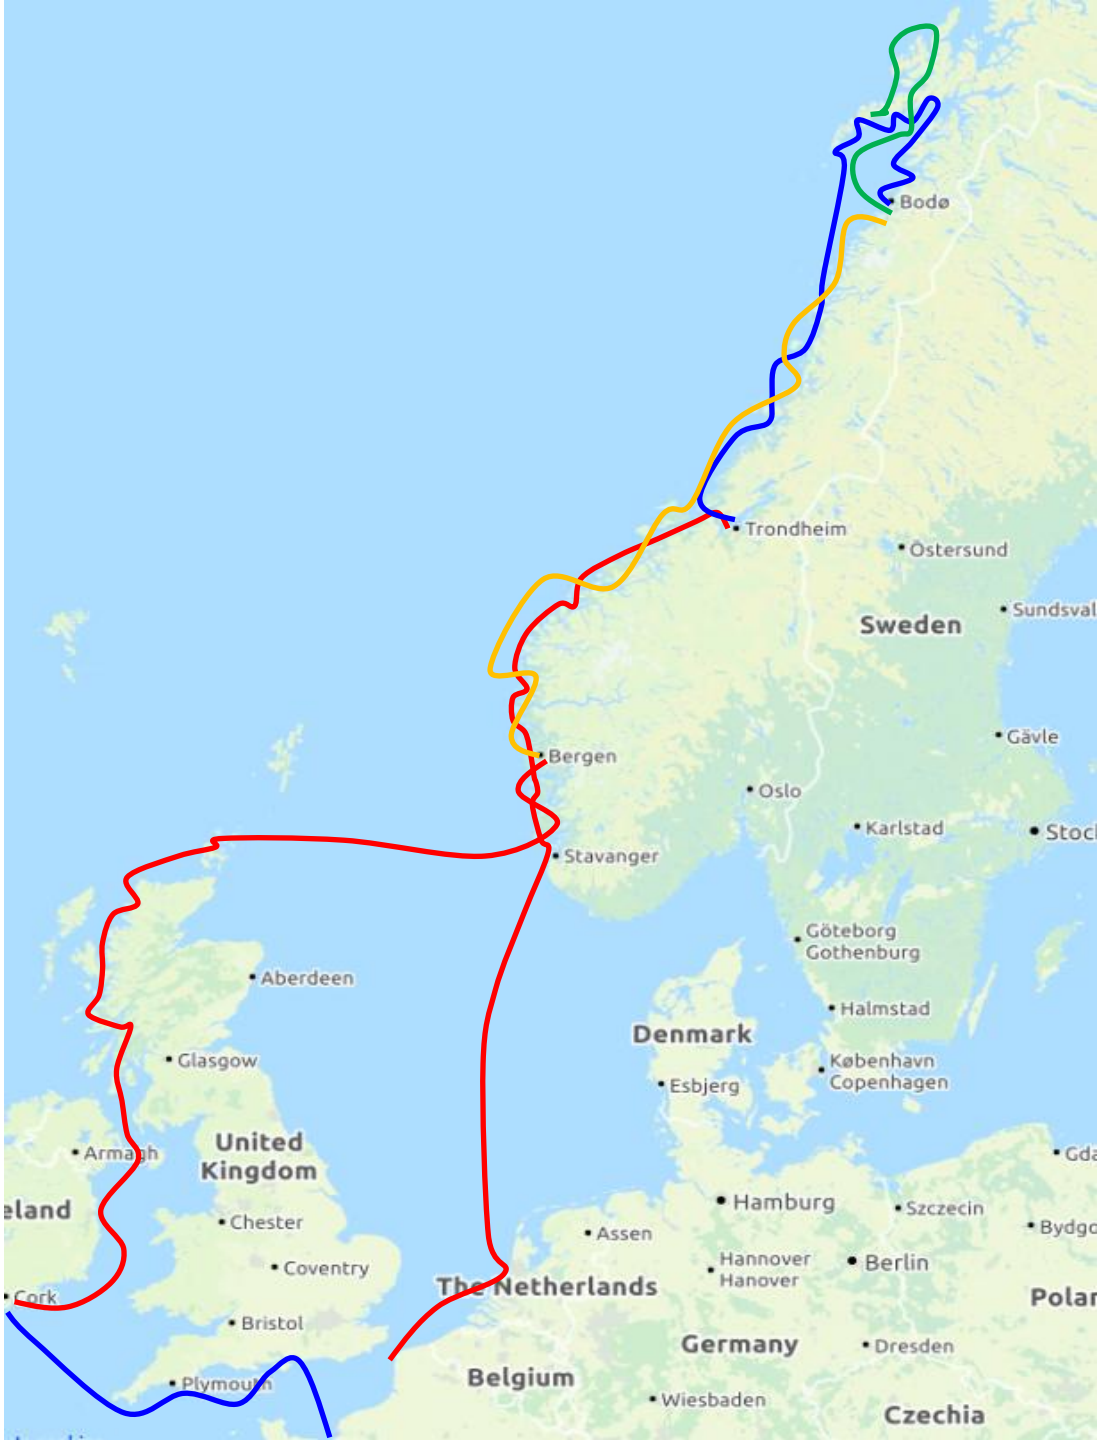 Bodø
Trondheim
Östersund
Sundsval
Sweden
Gävle
Bergen
Oslo
Karlstad
Stoc
Stavanger
Göteborg
Gothenburg
Aberdeen
Halmstad
Denmark
Glasgow
København
Copenhagen
Esbjerg
United
Kingdom
Armagh
Gda
eland
Hamburg
Szczecin
Chester
Assen
Bydgo
Hannover
Hanover
Berlin
Coventry
The Netherlands
Cork
Polar
Bristol
Germany
Dresden
Belgium
Plymouth
Wiesbaden
Czechia